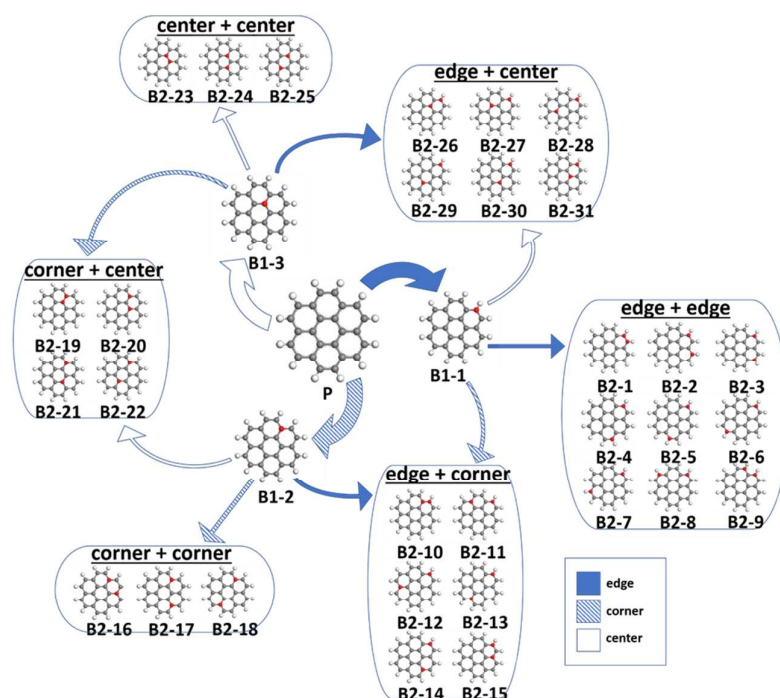 center + center
B2-23 B2-24 B2-25
edge + center
B2-26 B2-27 B2-28
B2-29 B2-30 B2-31
B1-3
corner + center
B2-19 B2-20
B2-21 B2-22
P
B1-1
edge + edge
B2-1 B2-2 B2-3
B2-4 B2-5 B2-6
B2-7 B2-8 B2-9
B1-2
edge + corner
B2-10 B2-11
B2-12 B2-13
B2-14 B2-15
corner + corner
B2-16 B2-17 B2-18
edge
corner
center